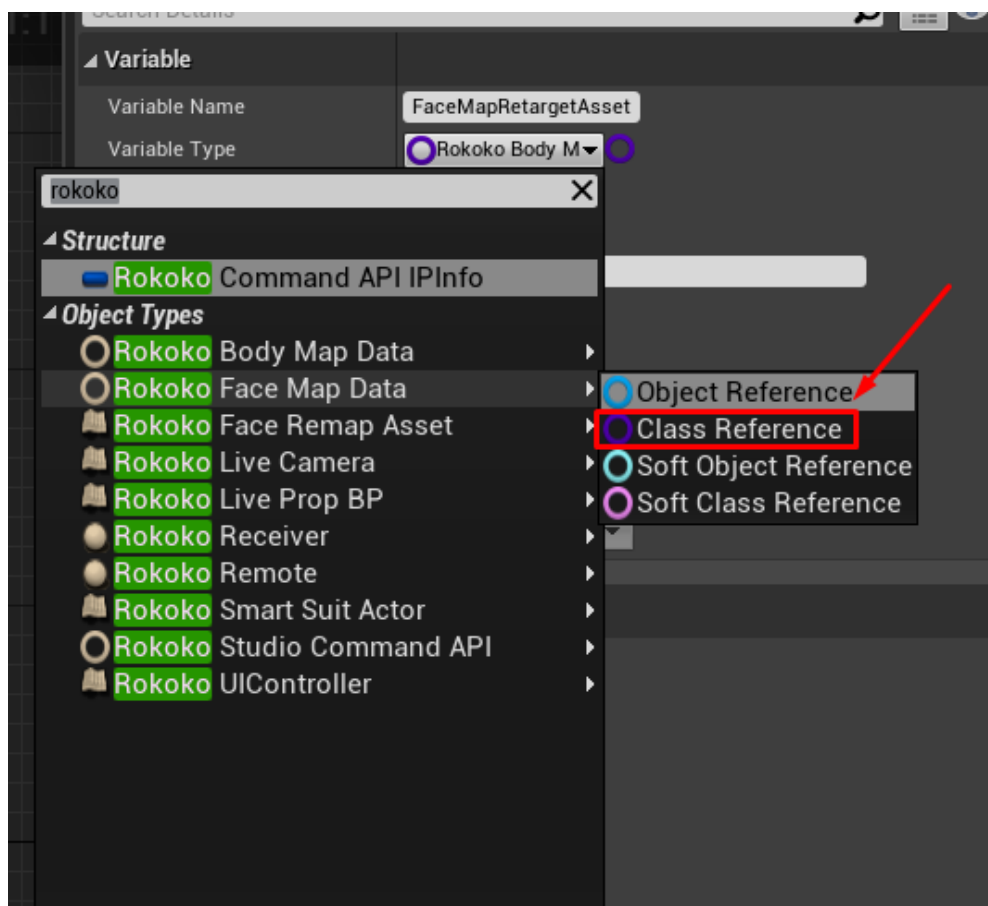 Search Details
Variable
Variable Name
FaceMapRetargetAsset
Variable Type
Rokoko Body M
rokoko
Structure
Rokoko Command API IPInfo
Object Types
Rokoko Body Map Data
Rokoko Face Map Data
Object Reference
Rokoko Face Remap Asset
Class Reference
Rokoko Live Camera
Soft Object Reference
Rokoko Live Prop BP
Soft Class Reference
Rokoko Receiver
Rokoko Remote
Rokoko Smart Suit Actor
Rokoko Studio Command API
Rokoko UIController